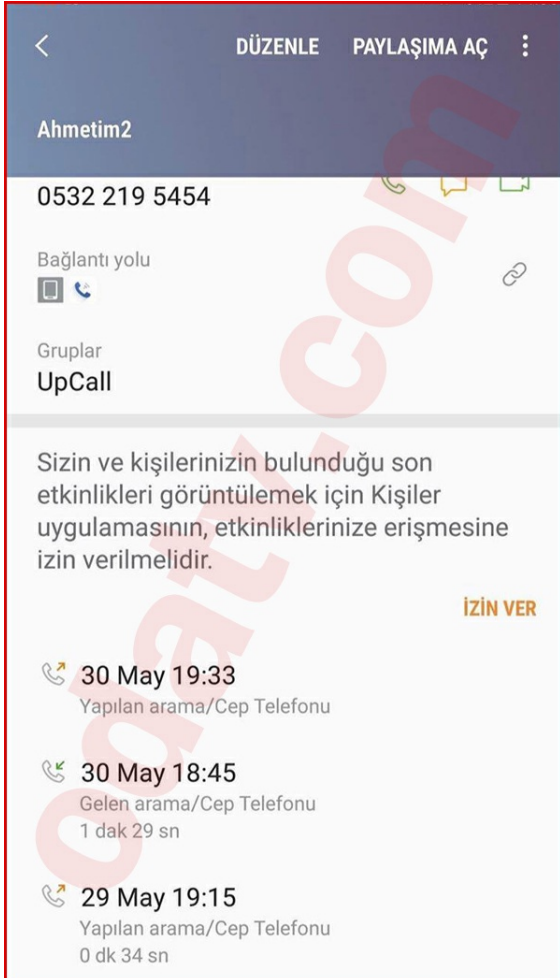 DÜZENLE PAYLAŞIMA AÇ
Ahmetim2
0532 219 5454
Bağlantı yolu
Gruplar
UpCall
Sizin ve kişilerinizin bulunduğu son
etkinlikleri görüntülemek için Kişiler
uygulamasının, etkinliklerinize erişmesine
izin verilmelidir.
İZİN VER
30 May 19:33
Yapılan arama/Cep Telefonu
30 May 18:45
Gelen arama/Cep Telefonu
1 dak 29 sn
29 May 19:15
Yapılan arama/Cep Telefonu
0 dk 34 sn
odatv.com